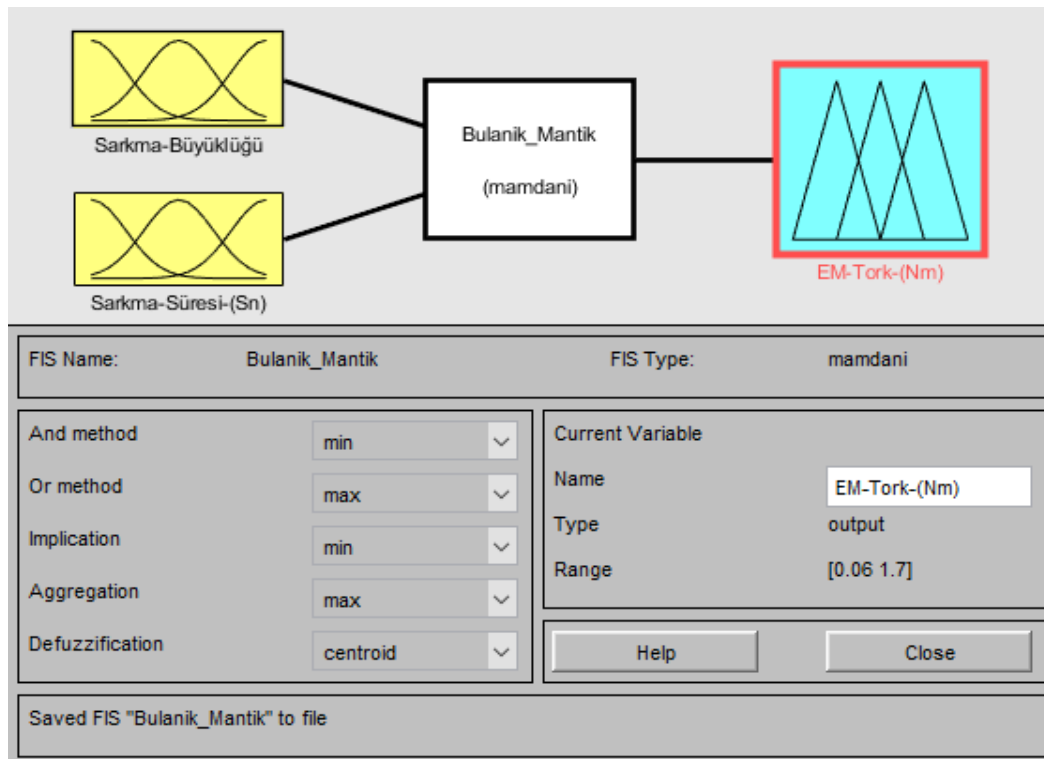 Sarkma-Büyüklüğü
Sarkma-Süresi-(Sn)
Bulanik_Mantik
(mamdani)
EM-Tork-(Nm)
FIS Name: Bulanik_Mantik FIS Type: mamdani
And method min
Or method max
Implication min
Aggregation max
Defuzzification centroid
Current Variable
Name EM-Tork-(Nm)
Type output
Range [0.06 1.7]
Help Close
Saved FIS "Bulanik_Mantik" to file